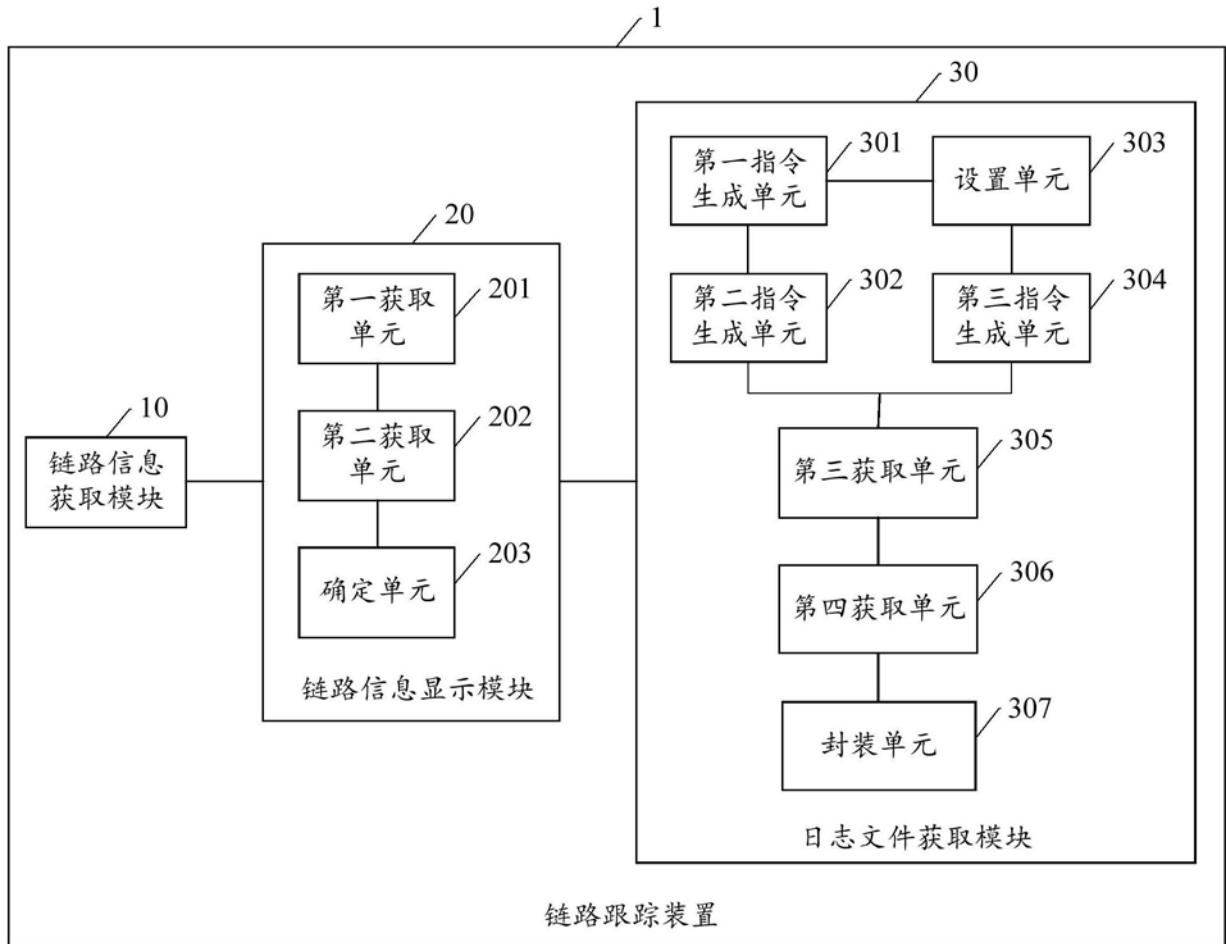 1
30
第一指令
生成单元
301
设置单元
303
20
第二指令
生成单元
302
第三指令
生成单元
304
第一获取
单元
201
10
链路信息
获取模块
第二获取
单元
202
第三获取单元
305
确定单元
203
第四获取单元
306
链路信息显示模块
封装单元
307
日志文件获取模块
链路跟踪装置